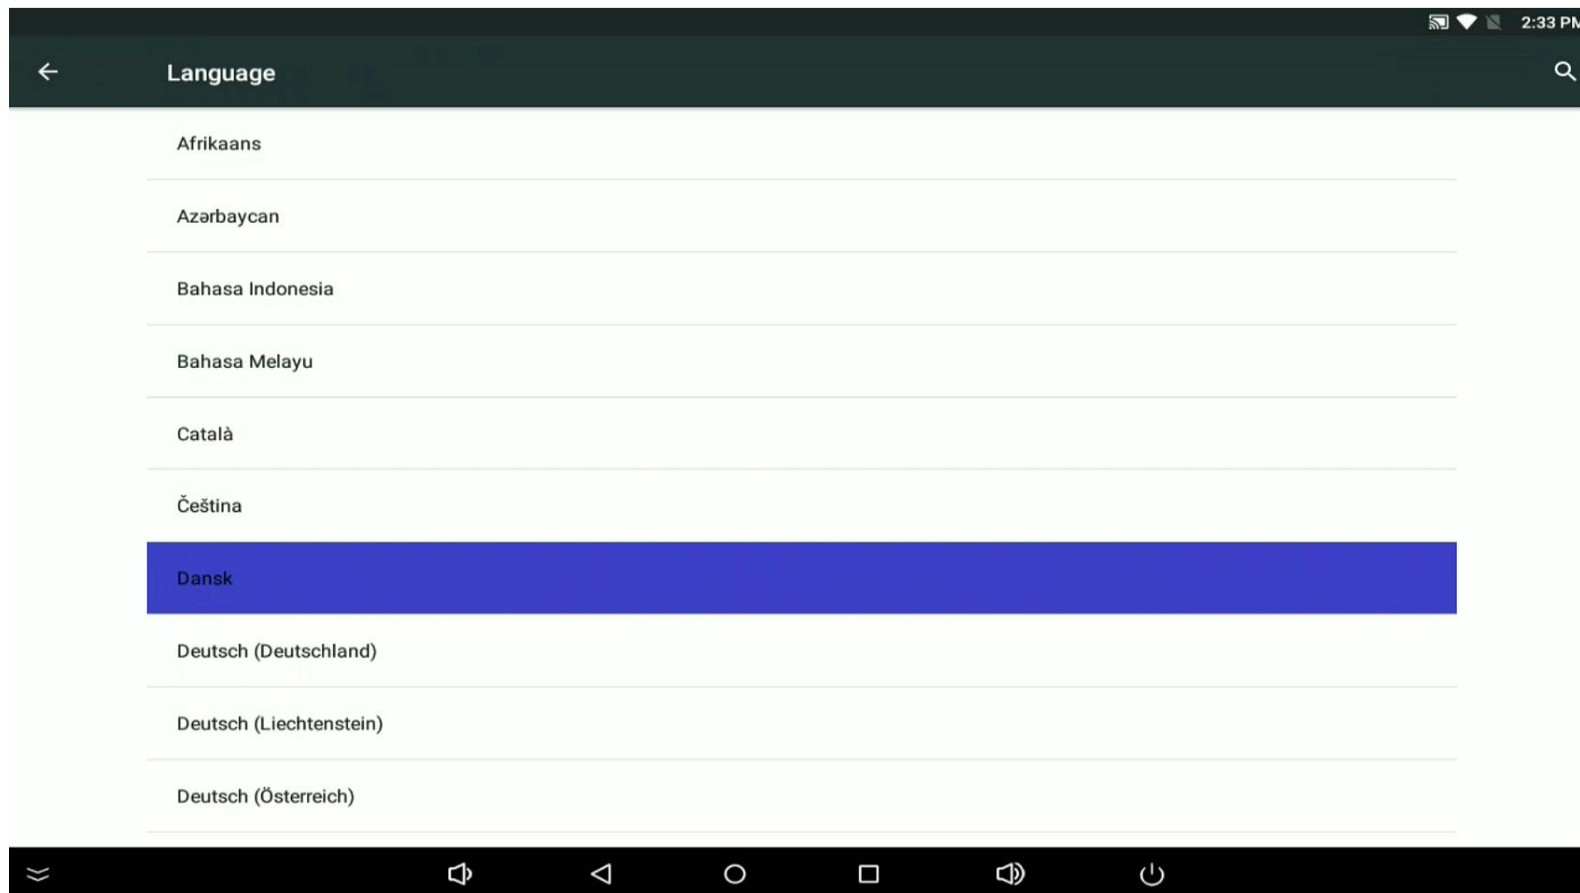 2:33 PM
Language
Afrikaans
Azərbaycan
Bahasa Indonesia
Bahasa Melayu
Català
Čeština
Dansk
Deutsch (Deutschland)
Deutsch (Liechtenstein)
Deutsch (Österreich)